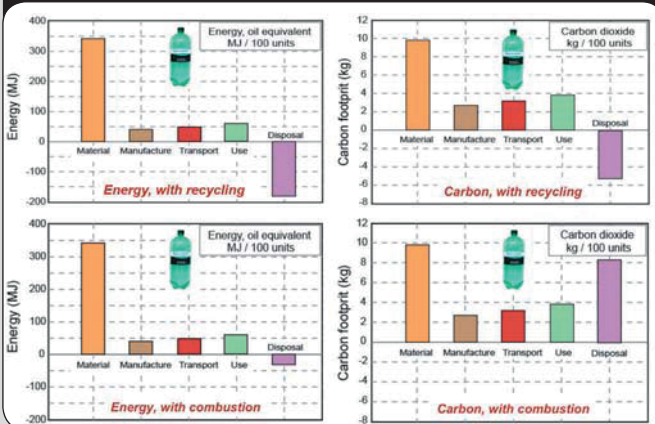 Energy, oil equivalent
MJ / 100 units
Energy (MJ)
400
300
200
100
0
-100
-200
Material
Manufacture
Transport
Use
Disposal
Energy, with recycling
Carbon dioxide
kg / 100 units
Carbon footprit (kg)
12
10
8
6
4
2
0
-2
-4
-6
-8
Material
Manufacture
Transport
Use
Disposal
Carbon, with recycling
Energy, oil equivalent
MJ / 100 units
Energy (MJ)
400
300
200
100
0
-100
-200
Material
Manufacture
Transport
Use
Disposal
Energy, with combustion
Carbon dioxide
kg / 100 units
Carbon footprit (kg)
12
10
8
6
4
2
0
-2
-4
-6
-8
Material
Manufacture
Transport
Use
Disposal
Carbon, with combustion